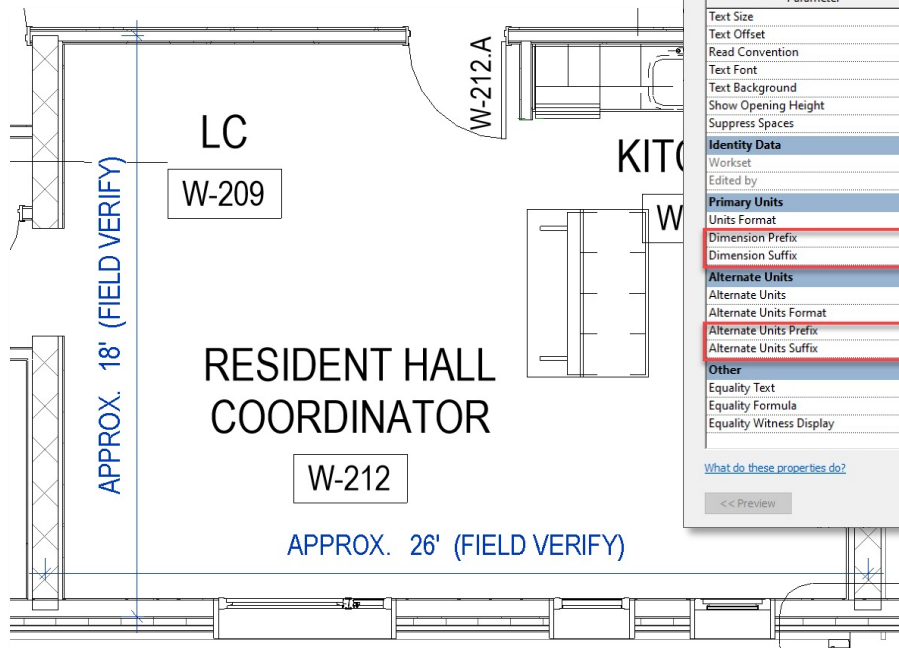 LC
W-209
W-212.A
APPROX. 18' (FIELD VERIFY)
RESIDENT HALL
COORDINATOR
W-212
APPROX. 26' (FIELD VERIFY)
Text Size
Text Offset
Read Convention
Text Font
Text Background
Show Opening Height
Suppress Spaces
Identity Data
Workset
Edited by
Primary Units
Units Format
Dimension Prefix
Dimension Suffix
Alternate Units
Alternate Units
Alternate Units Format
Alternate Units Prefix
Alternate Units Suffix
Other
Equality Text
Equality Formula
Equality Witness Display
What do these properties do?
<< Preview